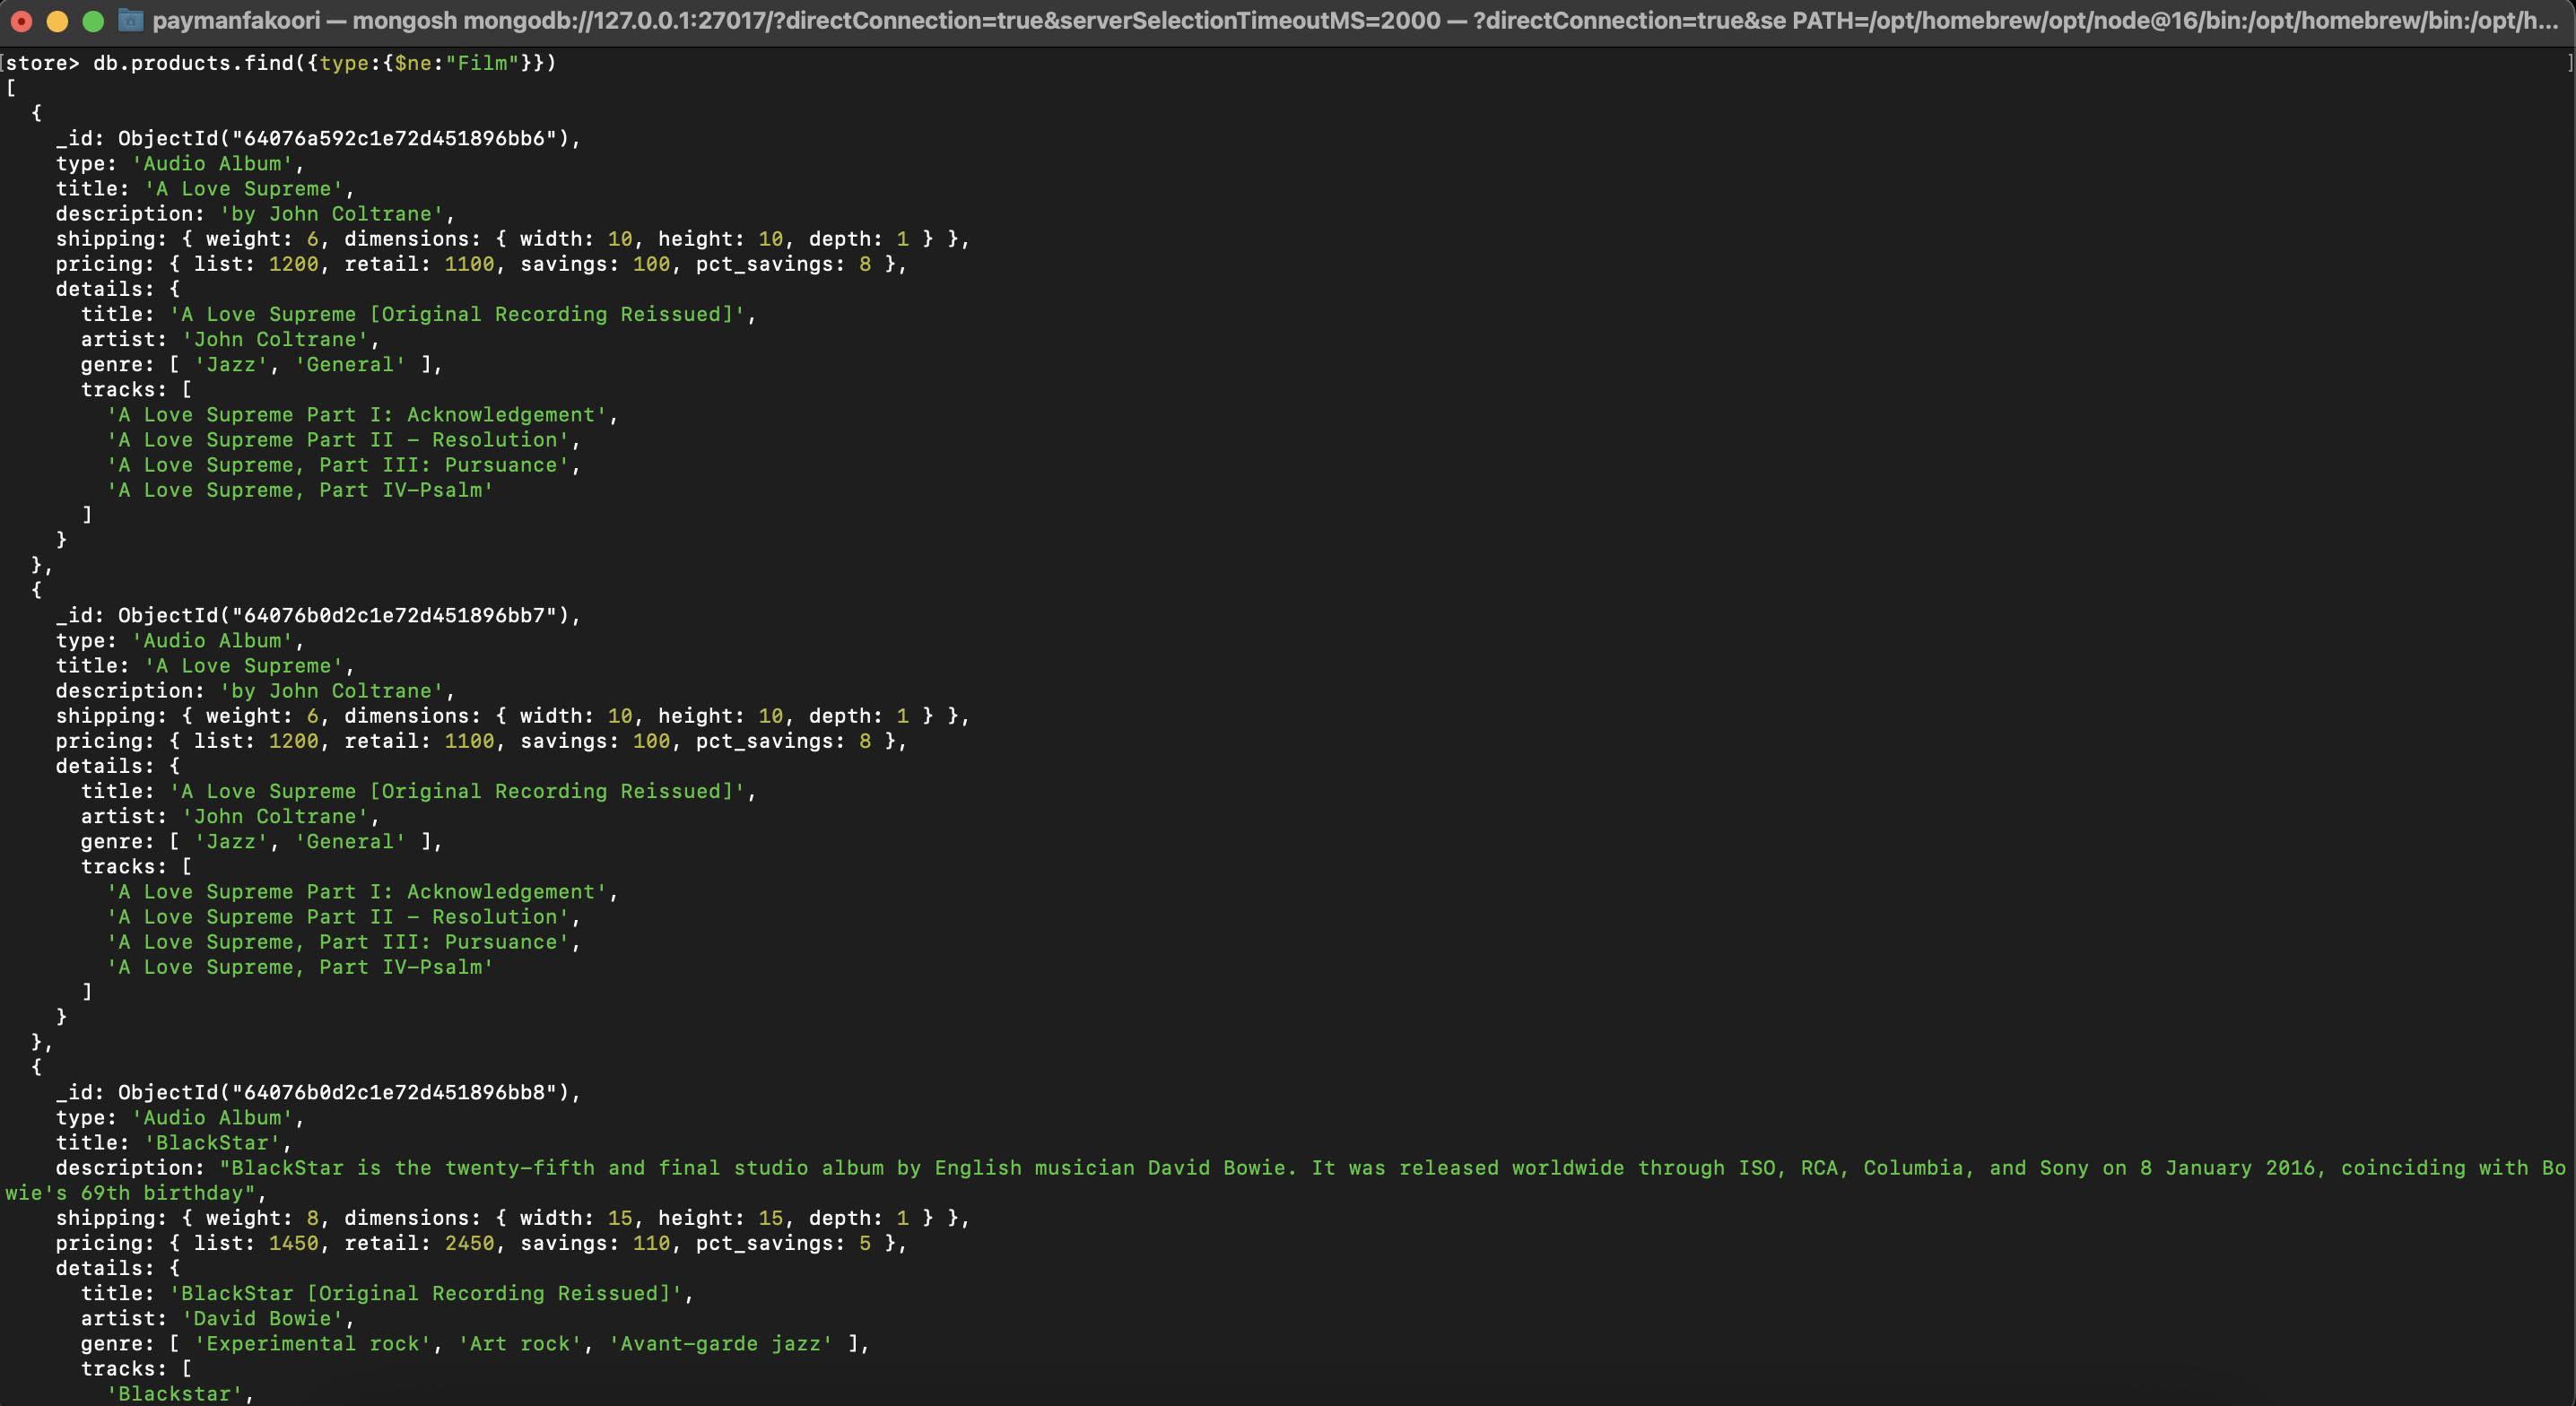 paymanfakoori — mongosh mongodb://127.0.0.1:27017/?directConnection=true&serverSelectionTimeoutMS=2000 — ?directConnection=true&se PATH=/opt/homebrew/opt/node@16/bin:/opt/homebrew/bin:/opt/h...
[store> db.products.find({type:{$ne:"Film"}}) ]
[
  {
    _id: ObjectId("64076a592c1e72d451896bb6"),
    type: 'Audio Album',
    title: 'A Love Supreme',
    description: 'by John Coltrane',
    shipping: { weight: 6, dimensions: { width: 10, height: 10, depth: 1 } },
    pricing: { list: 1200, retail: 1100, savings: 100, pct_savings: 8 },
    details: {
      title: 'A Love Supreme [Original Recording Reissued]',
      artist: 'John Coltrane',
      genre: [ 'Jazz', 'General' ],
      tracks: [
        'A Love Supreme Part I: Acknowledgement',
        'A Love Supreme Part II – Resolution',
        'A Love Supreme, Part III: Pursuance',
        'A Love Supreme, Part IV–Psalm'
      ]
    }
  },
  {
    _id: ObjectId("64076b0d2c1e72d451896bb7"),
    type: 'Audio Album',
    title: 'A Love Supreme',
    description: 'by John Coltrane',
    shipping: { weight: 6, dimensions: { width: 10, height: 10, depth: 1 } },
    pricing: { list: 1200, retail: 1100, savings: 100, pct_savings: 8 },
    details: {
      title: 'A Love Supreme [Original Recording Reissued]',
      artist: 'John Coltrane',
      genre: [ 'Jazz', 'General' ],
      tracks: [
        'A Love Supreme Part I: Acknowledgement',
        'A Love Supreme Part II – Resolution',
        'A Love Supreme, Part III: Pursuance',
        'A Love Supreme, Part IV–Psalm'
      ]
    }
  },
  {
    _id: ObjectId("64076b0d2c1e72d451896bb8"),
    type: 'Audio Album',
    title: 'BlackStar',
    description: "BlackStar is the twenty-fifth and final studio album by English musician David Bowie. It was released worldwide through ISO, RCA, Columbia, and Sony on 8 January 2016, coinciding with Bo
wie's 69th birthday",
    shipping: { weight: 8, dimensions: { width: 15, height: 15, depth: 1 } },
    pricing: { list: 1450, retail: 2450, savings: 110, pct_savings: 5 },
    details: {
      title: 'BlackStar [Original Recording Reissued]',
      artist: 'David Bowie',
      genre: [ 'Experimental rock', 'Art rock', 'Avant-garde jazz' ],
      tracks: [
        'Blackstar',